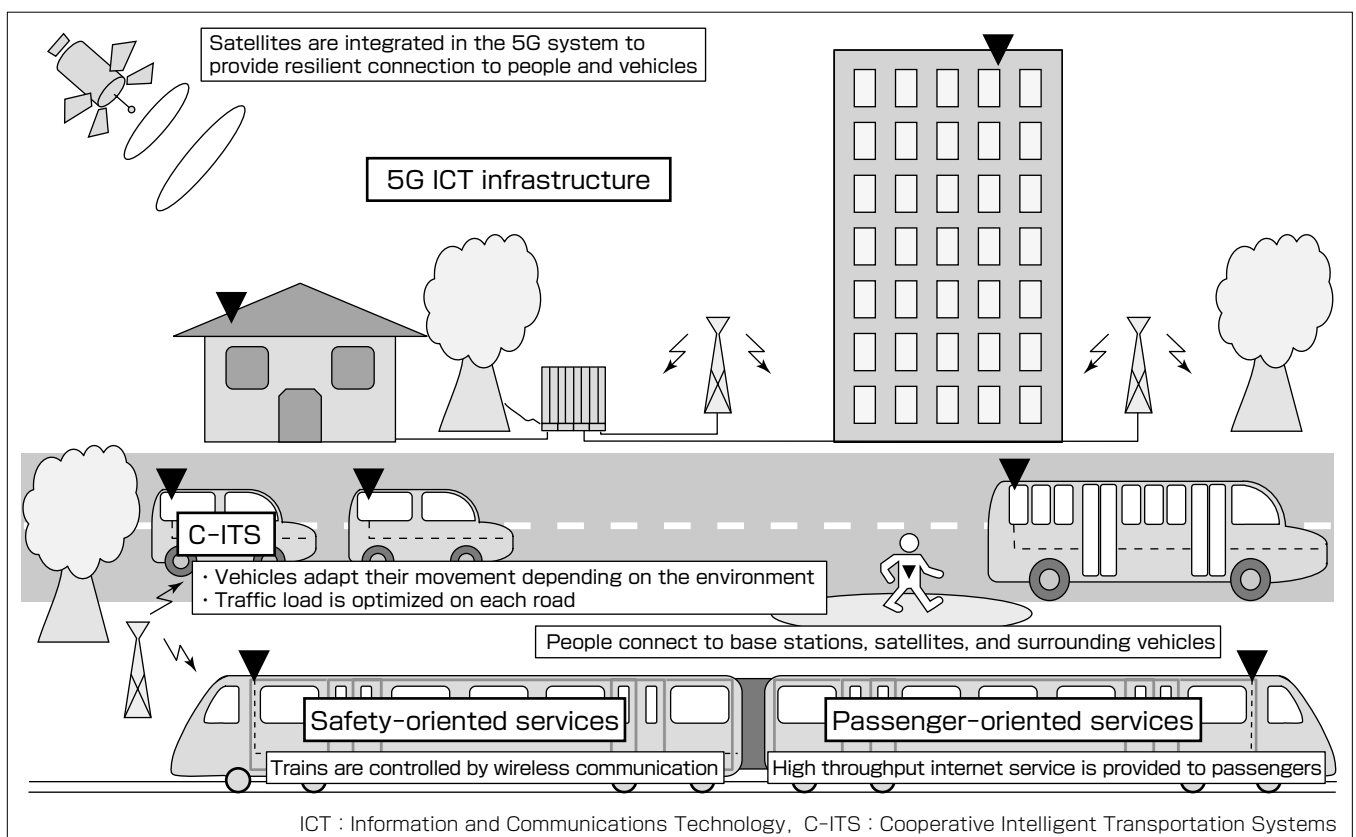 Satellites are integrated in the 5G system to
provide resilient connection to people and vehicles
5G ICT infrastructure
C-ITS
・Vehicles adapt their movement depending on the environment
・Traffic load is optimized on each road
People connect to base stations, satellites, and surrounding vehicles
Safety-oriented services
Passenger-oriented services
Trains are controlled by wireless communication
High throughput internet service is provided to passengers
ICT : Information and Communications Technology, C-ITS : Cooperative Intelligent Transportation Systems